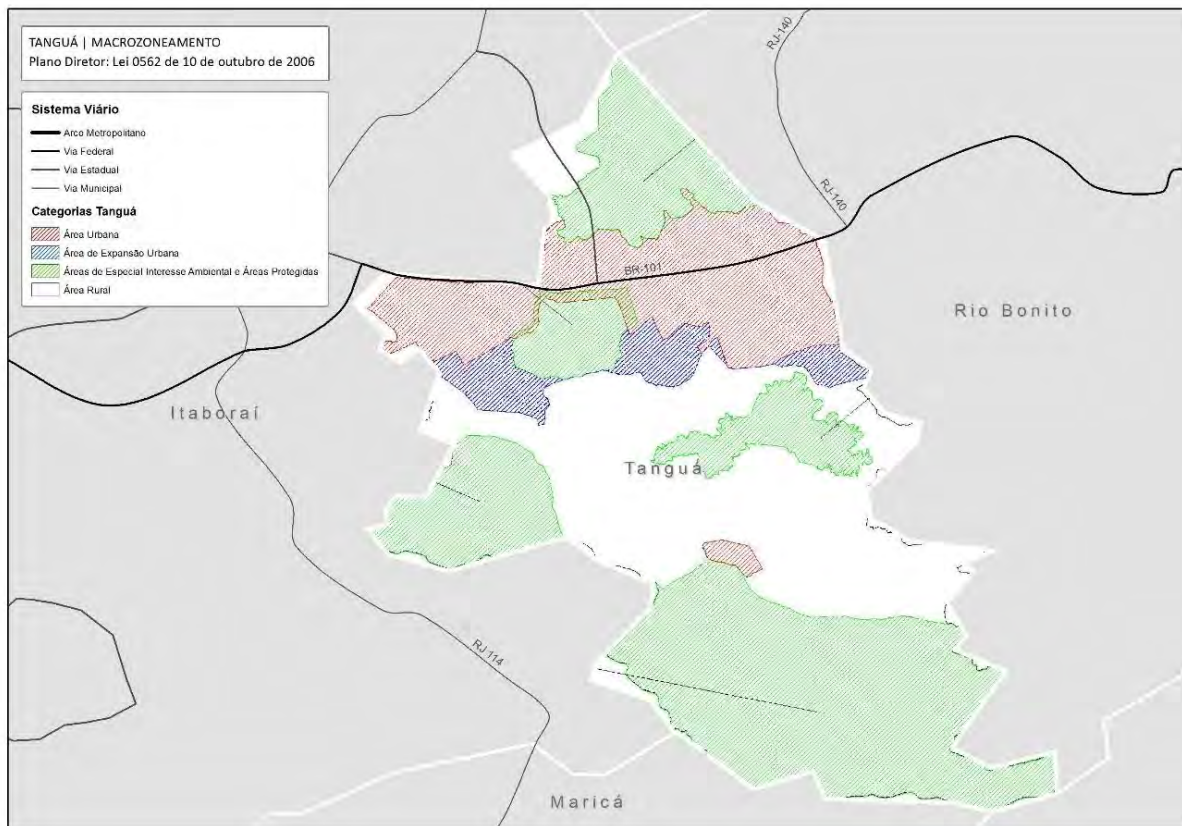 TANGUÁ | MACROZONEAMENTO
Plano Diretor: Lei 0562 de 10 de outubro de 2006
Sistema Viário
Arco Metropolitano
Via Federal
Via Estadual
Via Municipal
Categorias Tanguá
Área Urbana
Área de Expansão Urbana
Áreas de Especial Interesse Ambiental e Áreas Protegidas
Área Rural
RJ-140
RJ-140
BR-101
Rio Bonito
Itaboraí
Tanguá
RJ 114
Maricá